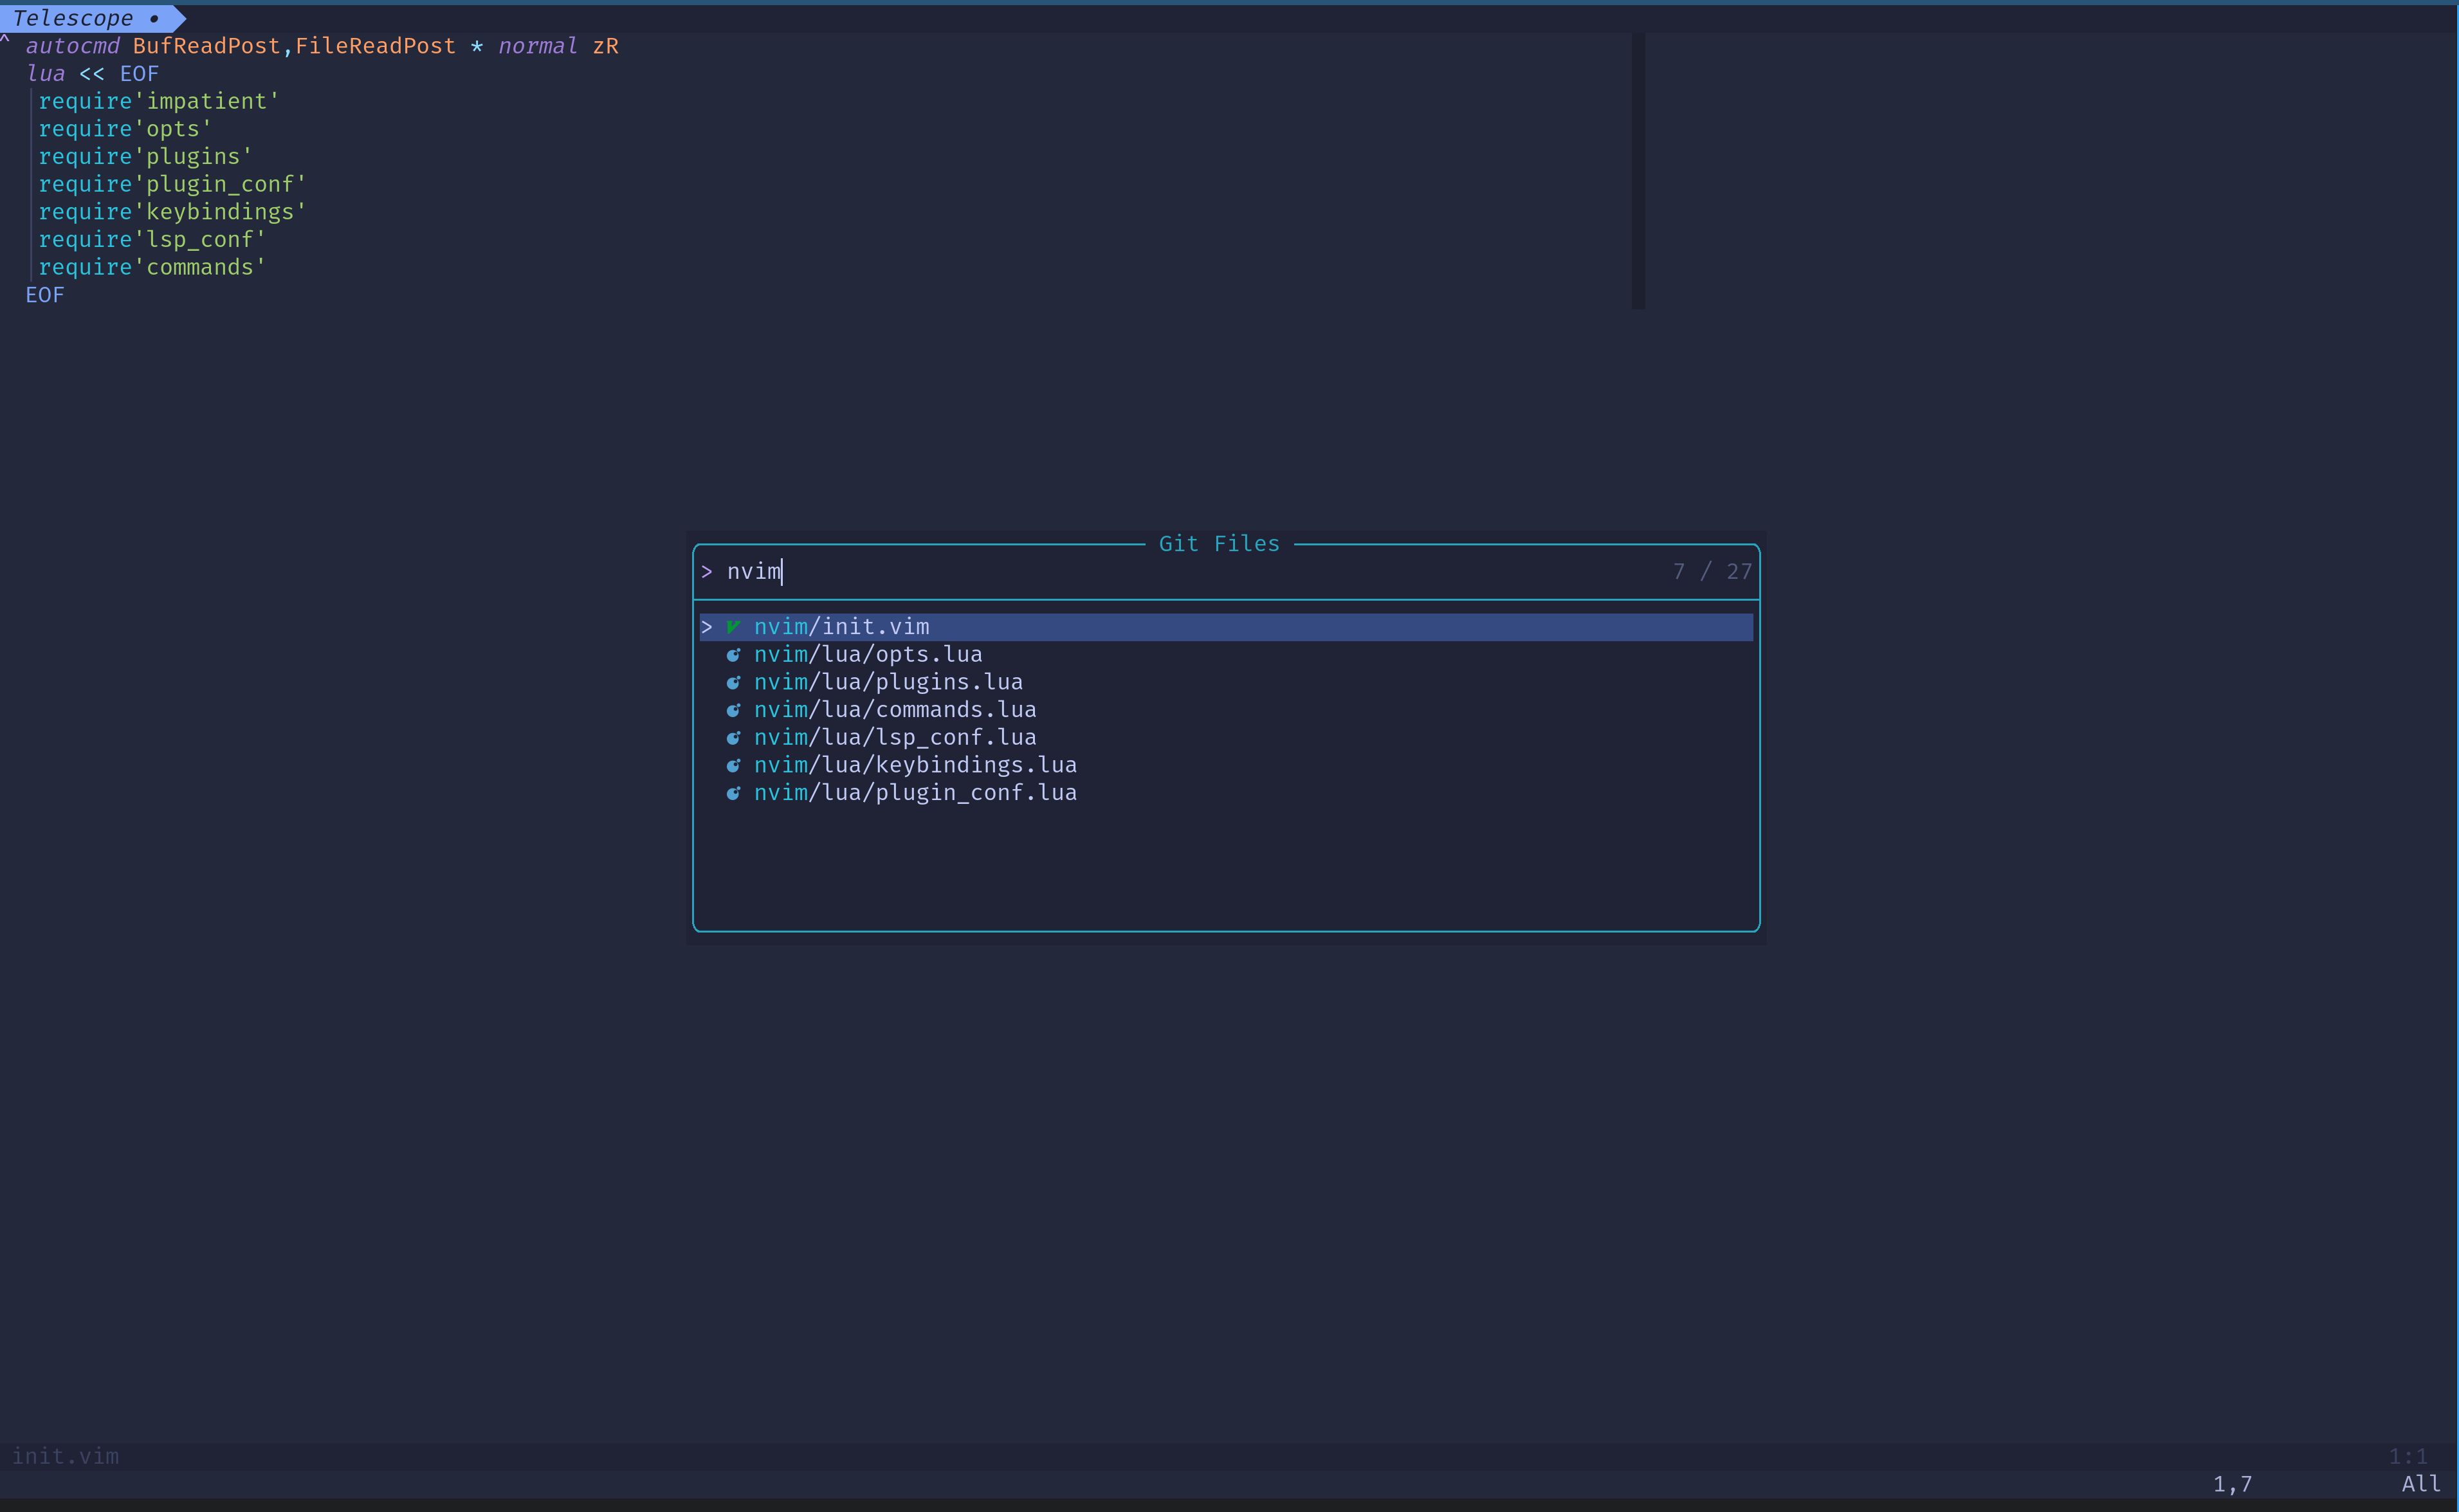 Telescope •
^ autocmd BufReadPost,FileReadPost * normal zR
lua << EOF
require'impatient'
require'opts'
require'plugins'
require'plugin_conf'
require'keybindings'
require'lsp_conf'
require'commands'
EOF
Git Files
> nvim 7 / 27
> nvim/init.vim
nvim/lua/opts.lua
nvim/lua/plugins.lua
nvim/lua/commands.lua
nvim/lua/lsp_conf.lua
nvim/lua/keybindings.lua
nvim/lua/plugin_conf.lua
init.vim 1:1
1,7 All